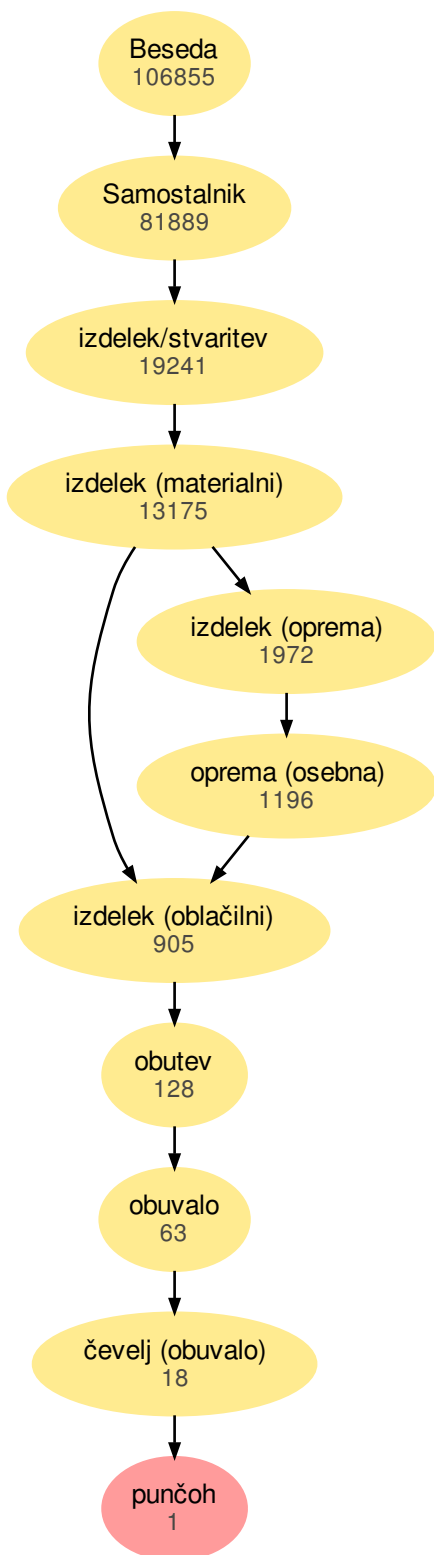 Beseda
106855
Samostalnik
81889
izdelek/stvaritev
19241
izdelek (materialni)
13175
izdelek (oprema)
1972
oprema (osebna)
1196
izdelek (oblačilni)
905
obutev
128
obuvalo
63
čevelj (obuvalo)
18
punčoh
1